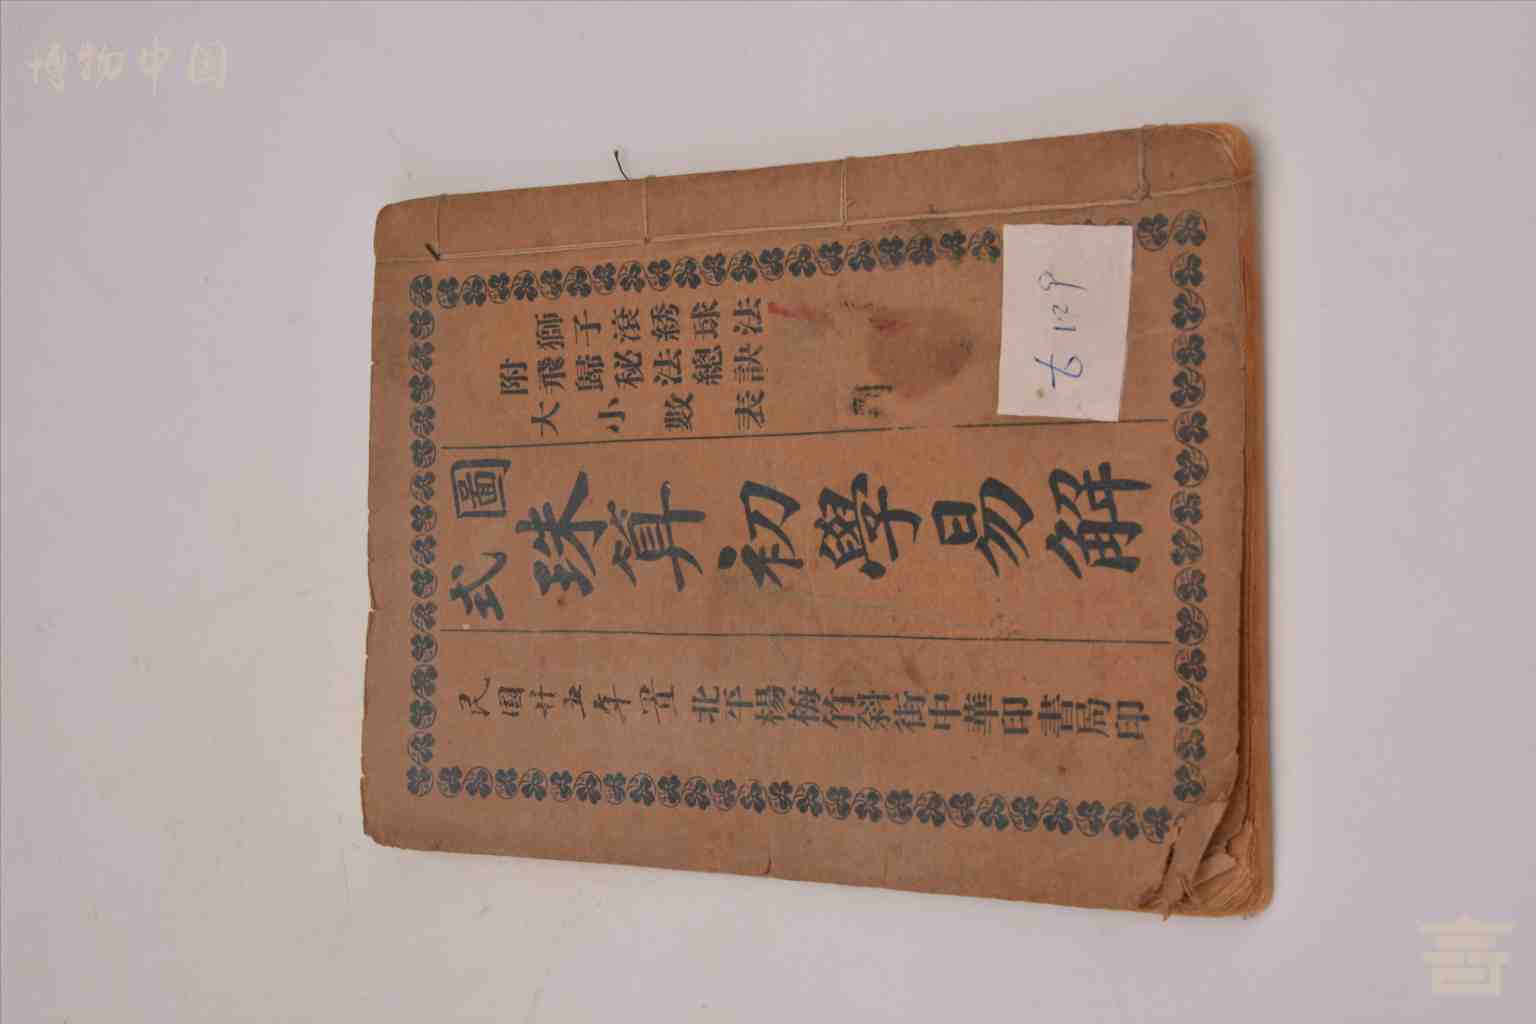 博物中国
附
獅子滾綉球法
飛歸秘法總訣
大小數表
圖式
珠算初學易解
民國廿五年置
北平楊梅竹斜街中華印書局印